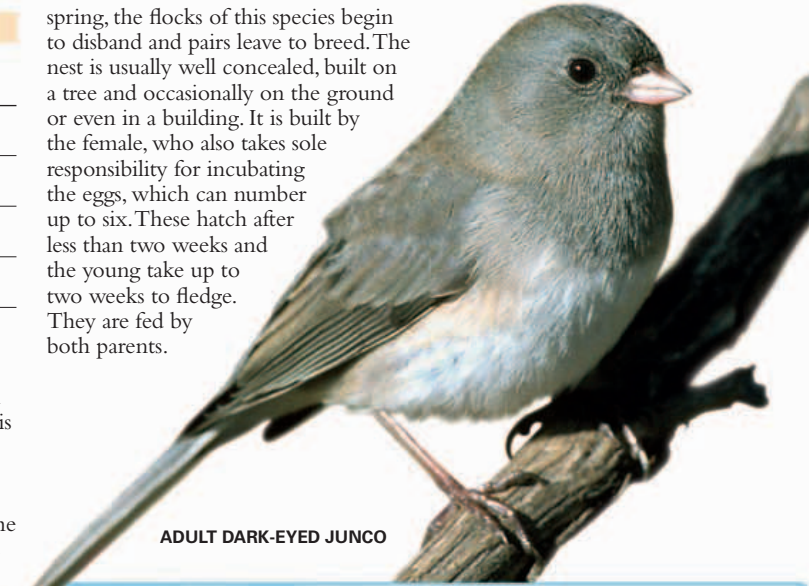 spring, the flocks of this species begin
to disband and pairs leave to breed. The
nest is usually well concealed, built on
a tree and occasionally on the ground
or even in a building. It is built by
the female, who also takes sole
responsibility for incubating
the eggs, which can number
up to six. These hatch after
less than two weeks and
the young take up to
two weeks to fledge.
They are fed by
both parents.
is
ADULT DARK-EYED JUNCO